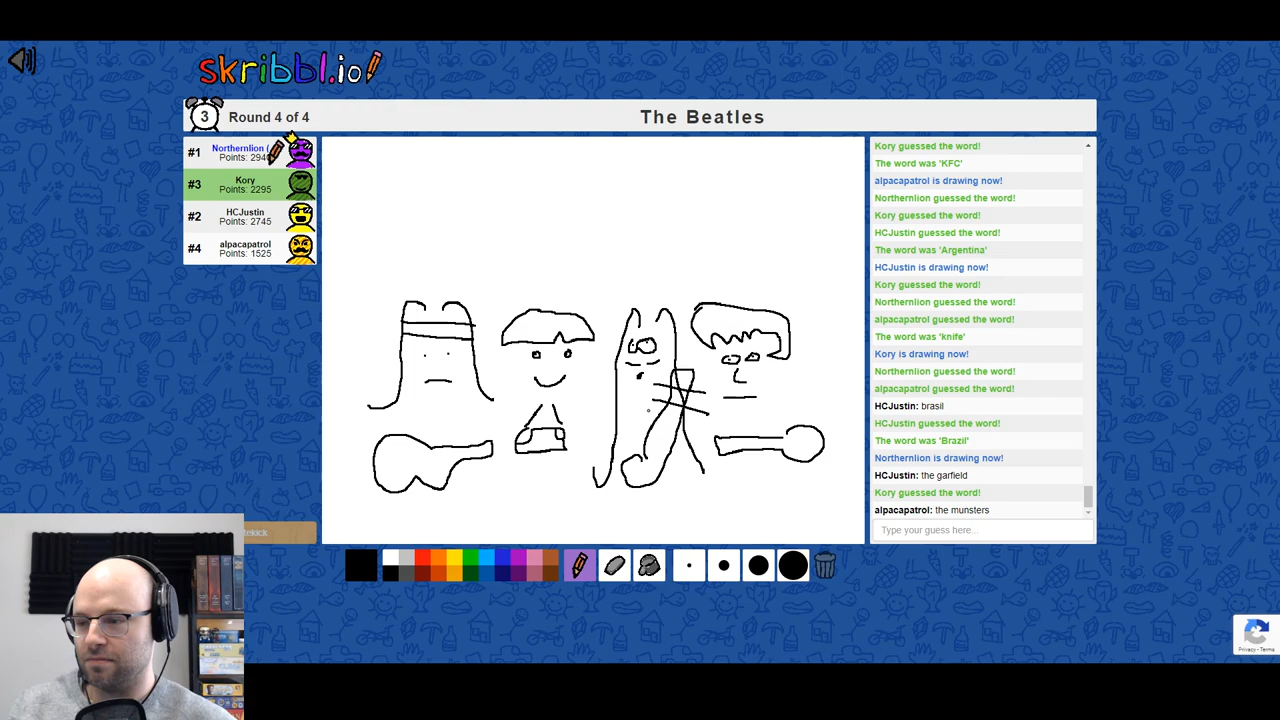 skribbl.io
3
Round 4 of 4
The Beatles
#1
Northernlion (
Points: 2940
#3
Kory
Points: 2295
#2
HCJustin
Points: 2745
#4
alpacapatrol
Points: 1525
Kory guessed the word!
The word was 'KFC'
alpacapatrol is drawing now!
Northernlion guessed the word!
Kory guessed the word!
HCJustin guessed the word!
The word was 'Argentina'
HCJustin is drawing now!
Kory guessed the word!
Northernlion guessed the word!
alpacapatrol guessed the word!
The word was 'knife'
Kory is drawing now!
Northernlion guessed the word!
alpacapatrol guessed the word!
HCJustin: brasil
HCJustin guessed the word!
The word was 'Brazil'
Northernlion is drawing now!
HCJustin: the garfield
Kory guessed the word!
alpacapatrol: the munsters
Type your guess here...
Privacy - Terms